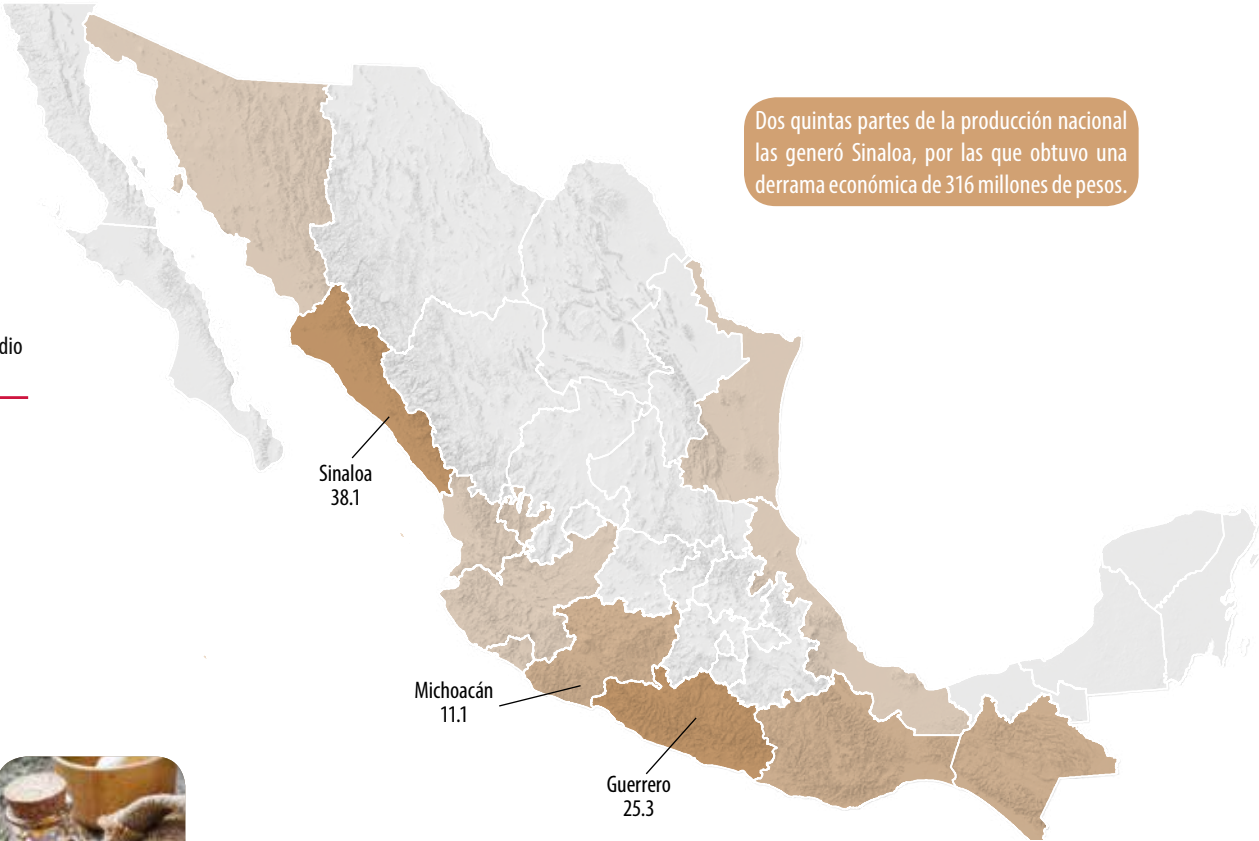 Dos quintas partes de la producción nacional
las generó Sinaloa, por las que obtuvo una
derrama económica de 316 millones de pesos.
Sinaloa
38.1
Michoacán
11.1
Guerrero
25.3